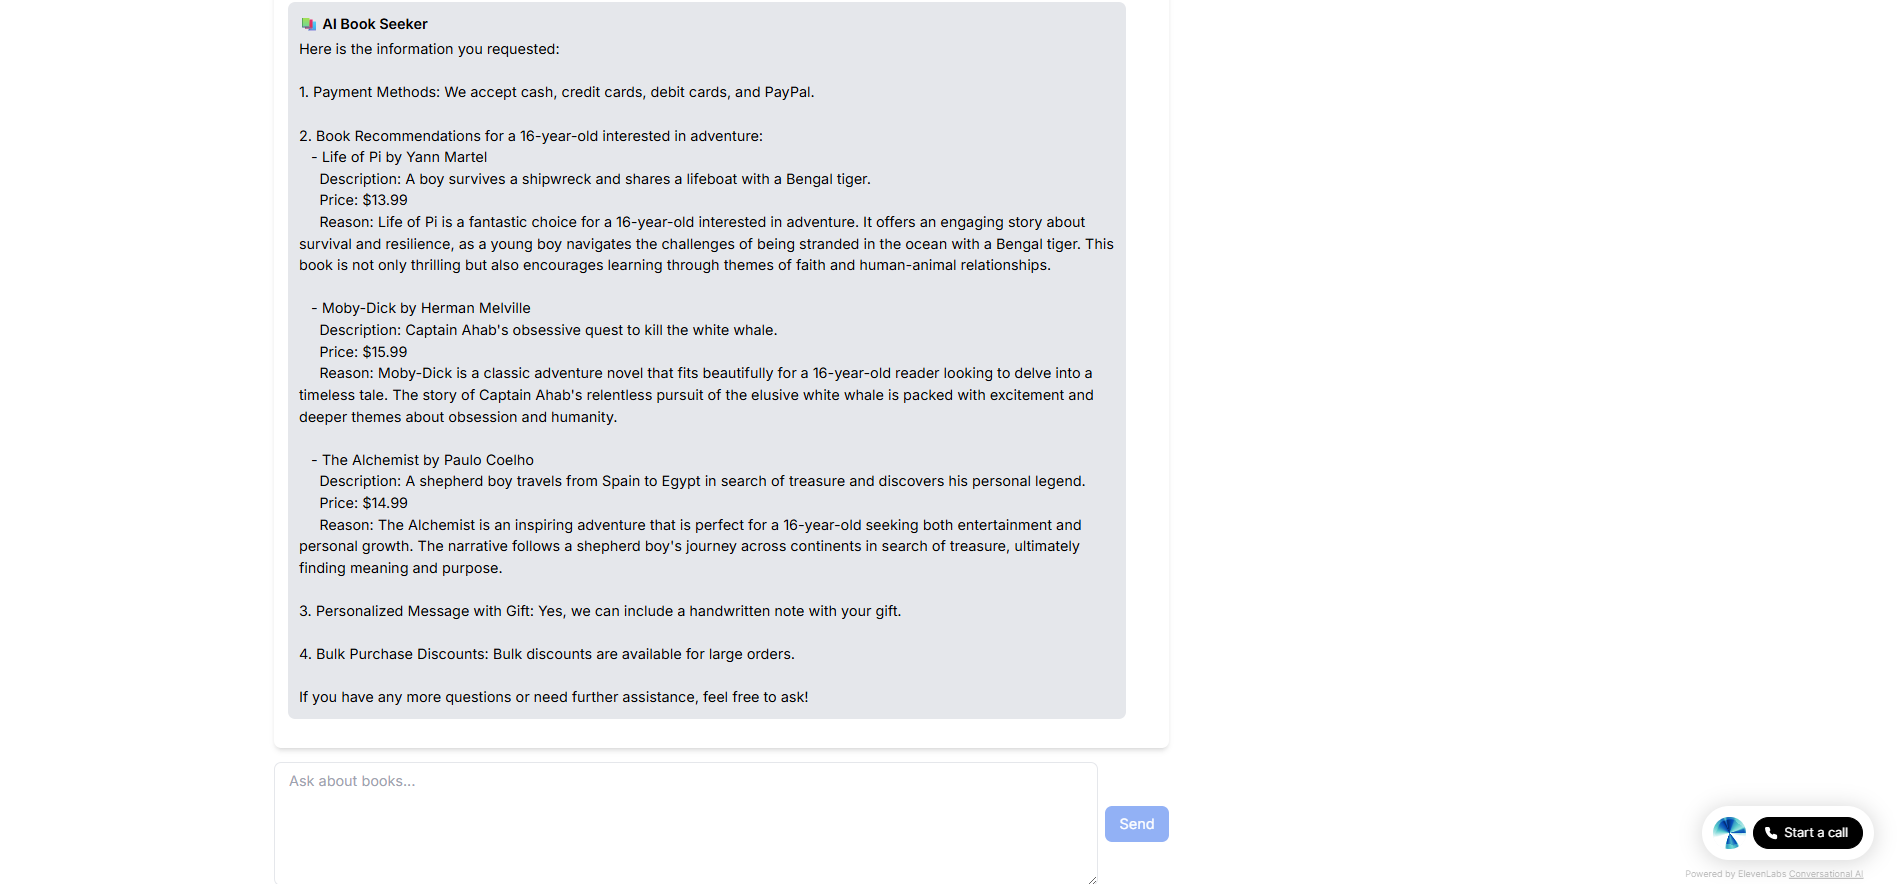 AI Book Seeker
Here is the information you requested:
1. Payment Methods: We accept cash, credit cards, debit cards, and PayPal.
2. Book Recommendations for a 16-year-old interested in adventure:
- Life of Pi by Yann Martel
Description: A boy survives a shipwreck and shares a lifeboat with a Bengal tiger.
Price: $13.99
Reason: Life of Pi is a fantastic choice for a 16-year-old interested in adventure. It offers an engaging story about
survival and resilience, as a young boy navigates the challenges of being stranded in the ocean with a Bengal tiger. This
book is not only thrilling but also encourages learning through themes of faith and human-animal relationships.
- Moby-Dick by Herman Melville
Description: Captain Ahab's obsessive quest to kill the white whale.
Price: $15.99
Reason: Moby-Dick is a classic adventure novel that fits beautifully for a 16-year-old reader looking to delve into a
timeless tale. The story of Captain Ahab's relentless pursuit of the elusive white whale is packed with excitement and
deeper themes about obsession and humanity.
- The Alchemist by Paulo Coelho
Description: A shepherd boy travels from Spain to Egypt in search of treasure and discovers his personal legend.
Price: $14.99
Reason: The Alchemist is an inspiring adventure that is perfect for a 16-year-old seeking both entertainment and
personal growth. The narrative follows a shepherd boy's journey across continents in search of treasure, ultimately
finding meaning and purpose.
3. Personalized Message with Gift: Yes, we can include a handwritten note with your gift.
4. Bulk Purchase Discounts: Bulk discounts are available for large orders.
If you have any more questions or need further assistance, feel free to ask!
Ask about books...
Send
Start a call
Powered by ElevenLabs Conversational AI